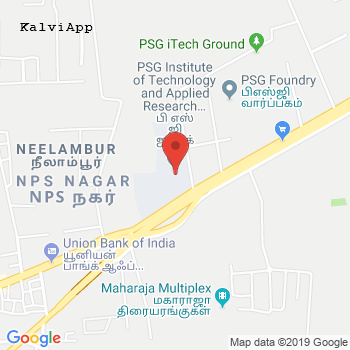 KalviApp
PSG iTech Ground
PSG Institute
of Technology
and Applied
Research...
பி எஸ்
ஜி
PSG Foundry
பிஎஸ்ஜி
வார்ப்பகம்
NEELAMBUR
நீலாம்பூர்
NPS NAGAR
NPS நகர்
Union Bank of India
யூனியன்
பாங்க் ஆஃப்...
Maharaja Multiplex
மகாராஜா
திரையரங்குகள்
Google
Map data ©2019 Google